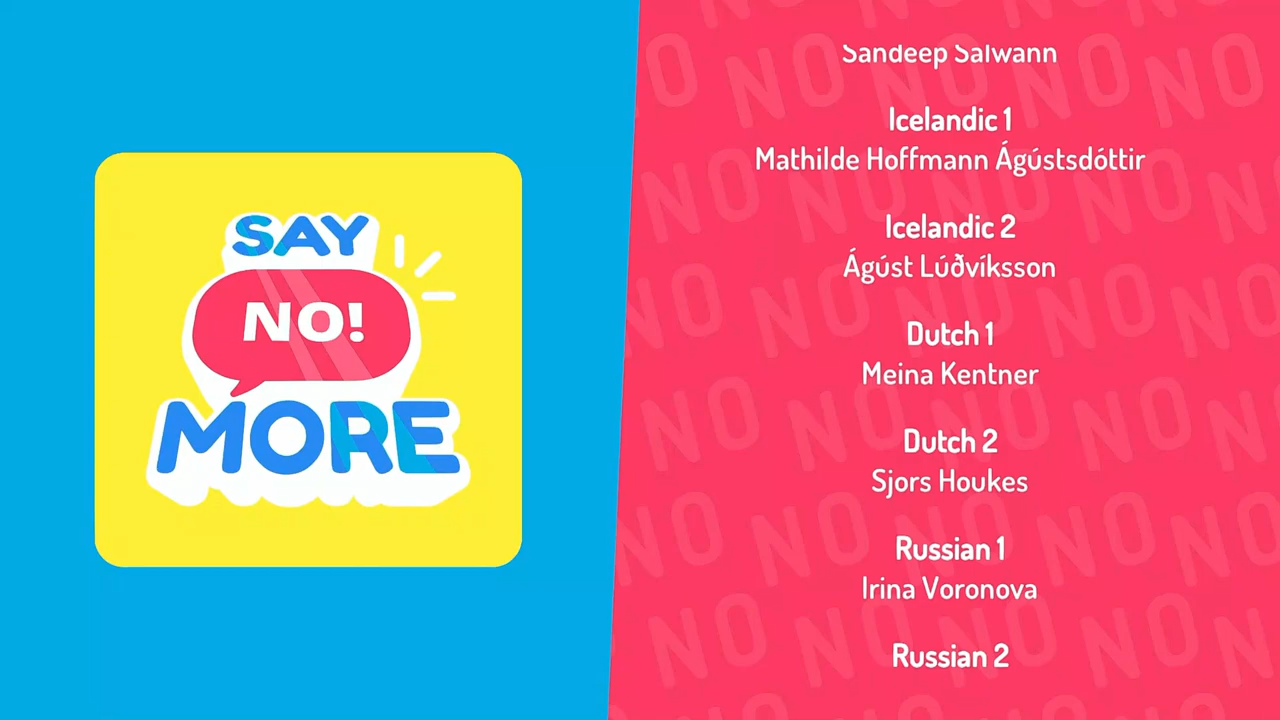 SAY
NO!
MORE
Sandeep Salwann
Icelandic 1
Mathilde Hoffmann Ágústsdóttir
Icelandic 2
Ágúst Lúðvíksson
Dutch 1
Meina Kentner
Dutch 2
Sjors Houkes
Russian 1
Irina Voronova
Russian 2